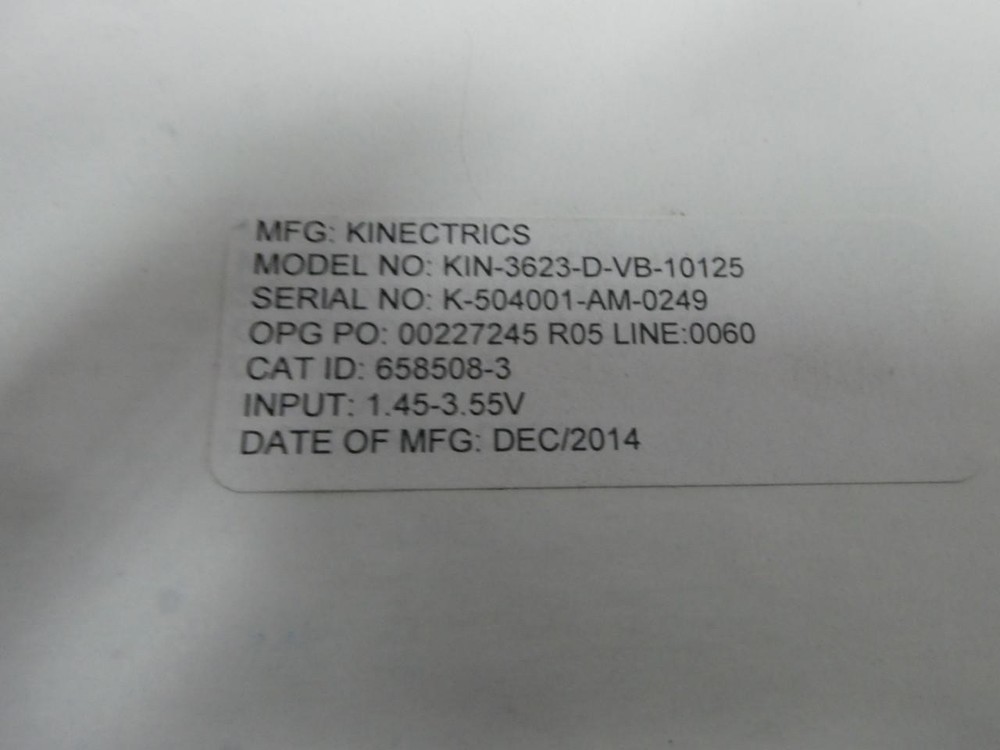 MFG: KINECTRICS
MODEL NO: KIN-3623-D-VB-10125
SERIAL NO: K-504001-AM-0249
OPG PO: 00227245 R05 LINE:0060
CAT ID: 658508-3
INPUT: 1.45-3.55V
DATE OF MFG: DEC/2014